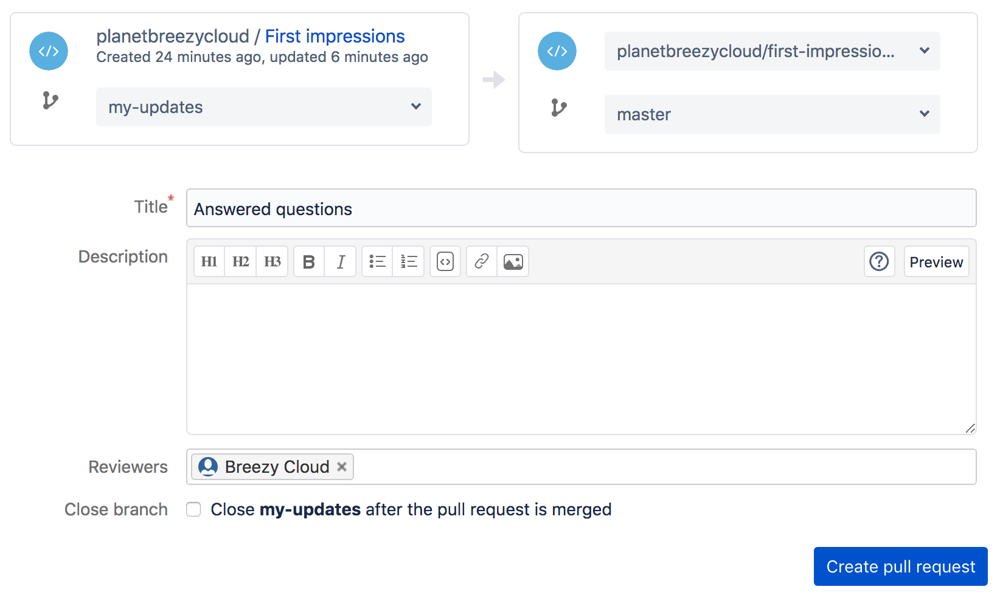 planetbreezycloud / First impressions
Created 24 minutes ago, updated 6 minutes ago
my-updates
planetbreezycloud/first-impressio...
master
Title*
Answered questions
Description
H1 H2 H3 B I
Preview
Reviewers
Breezy Cloud
Close branch
Close my-updates after the pull request is merged
Create pull request